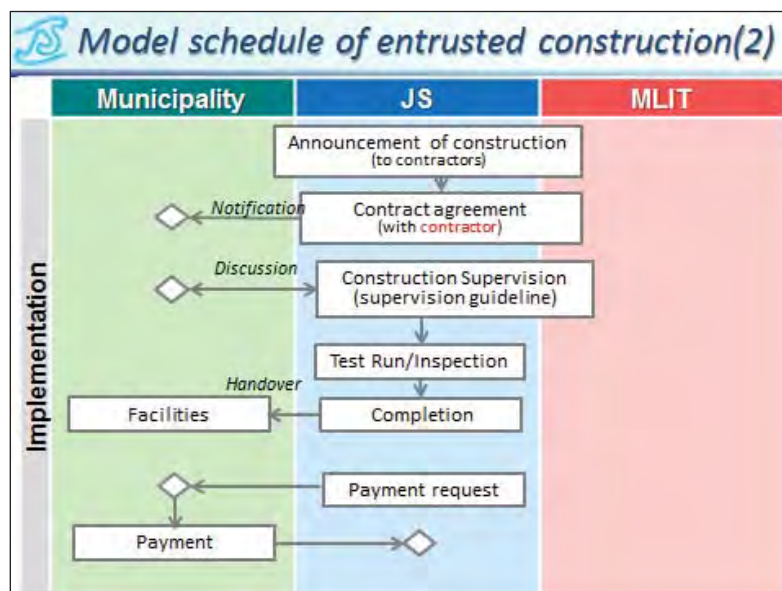 JS Model schedule of entrusted construction(2)
Municipality JS MLIT
Implementation
Announcement of construction
(to contractors)
Notification
Contract agreement
(with contractor)
Discussion
Construction Supervision
(supervision guideline)
Test Run/Inspection
Handover
Facilities
Completion
Payment request
Payment